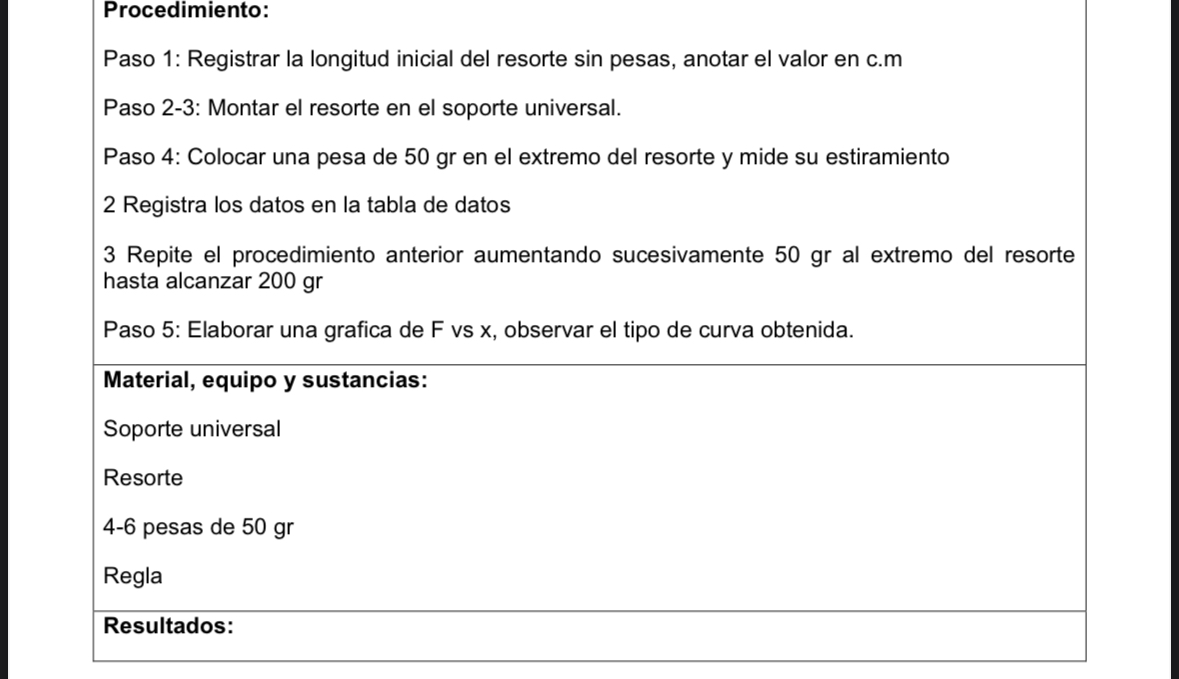 Procedimiento:
Paso 1: Registrar la longitud inicial del resorte sin pesas, anotar el valor en c.m
Paso 2-3: Montar el resorte en el soporte universal.
Paso 4: Colocar una pesa de 50 gr en el extremo del resorte y mide su estiramiento
2 Registra los datos en la tabla de datos
3 Repite el procedimiento anterior aumentando sucesivamente 50 gr al extremo del resorte
hasta alcanzar 200 gr
Paso 5: Elaborar una grafica de F vs x, observar el tipo de curva obtenida.
Material, equipo y sustancias:
Soporte universal
Resorte
4-6 pesas de 50 gr
Regla
Resultados: